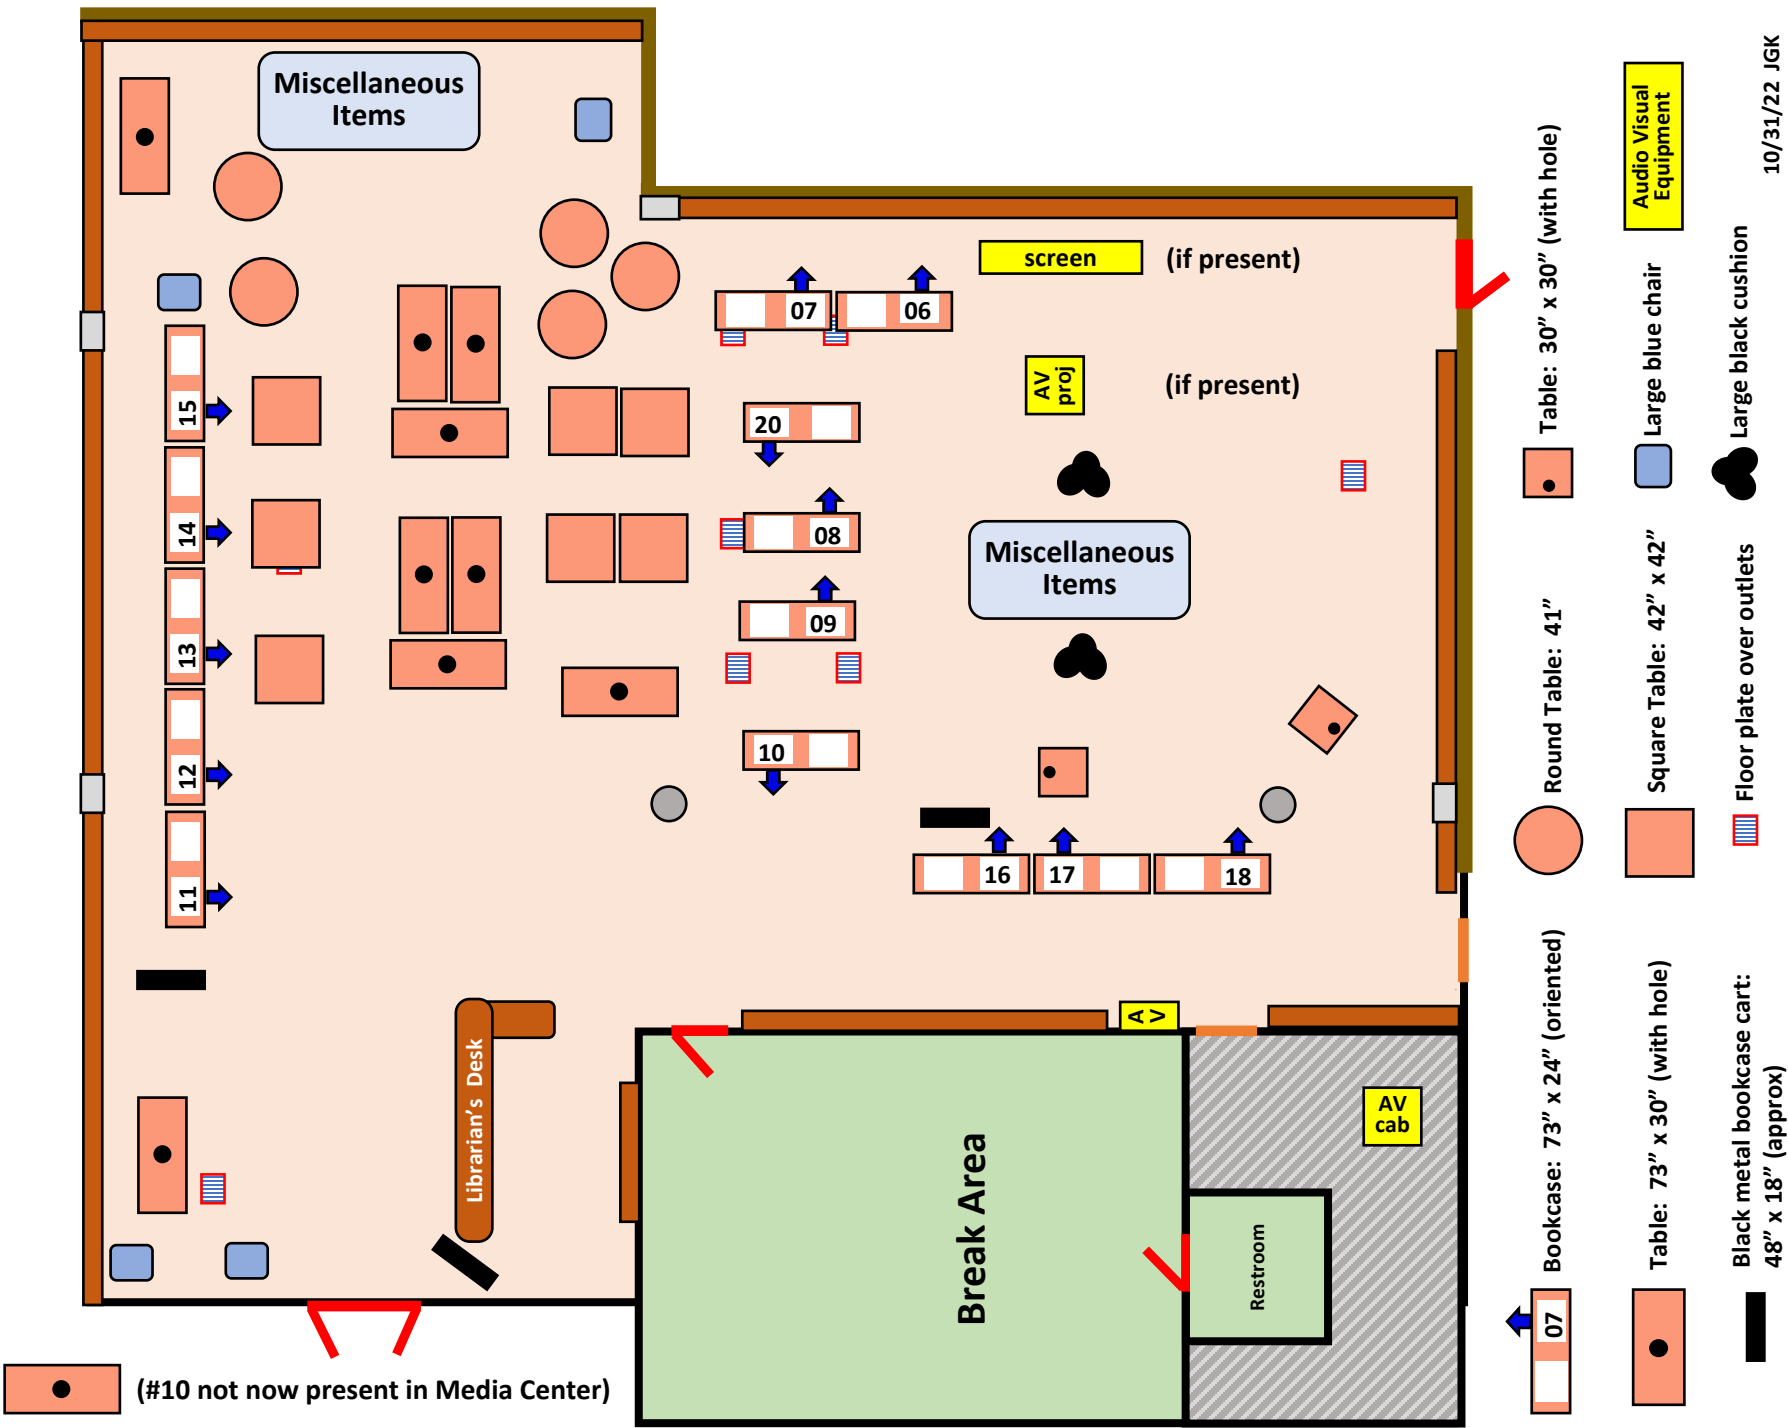 Miscellaneous
Items
screen
(if present)
07
06
AV
proj
(if present)
15
20
14
08
Miscellaneous
Items
13
09
12
10
11
16
17
18
Librarian's Desk
A V
AV
cab
Break Area
Restroom
(#10 not now present in Media Center)
07
Bookcase: 73” x 24” (oriented)
Round Table: 41”
Table: 30” x 30” (with hole)
Table: 73” x 30” (with hole)
Square Table: 42” x 42”
Large blue chair
Audio Visual
Equipment
Black metal bookcase cart:
48” x 18” (approx)
Floor plate over outlets
Large black cushion
10/31/22 JGK